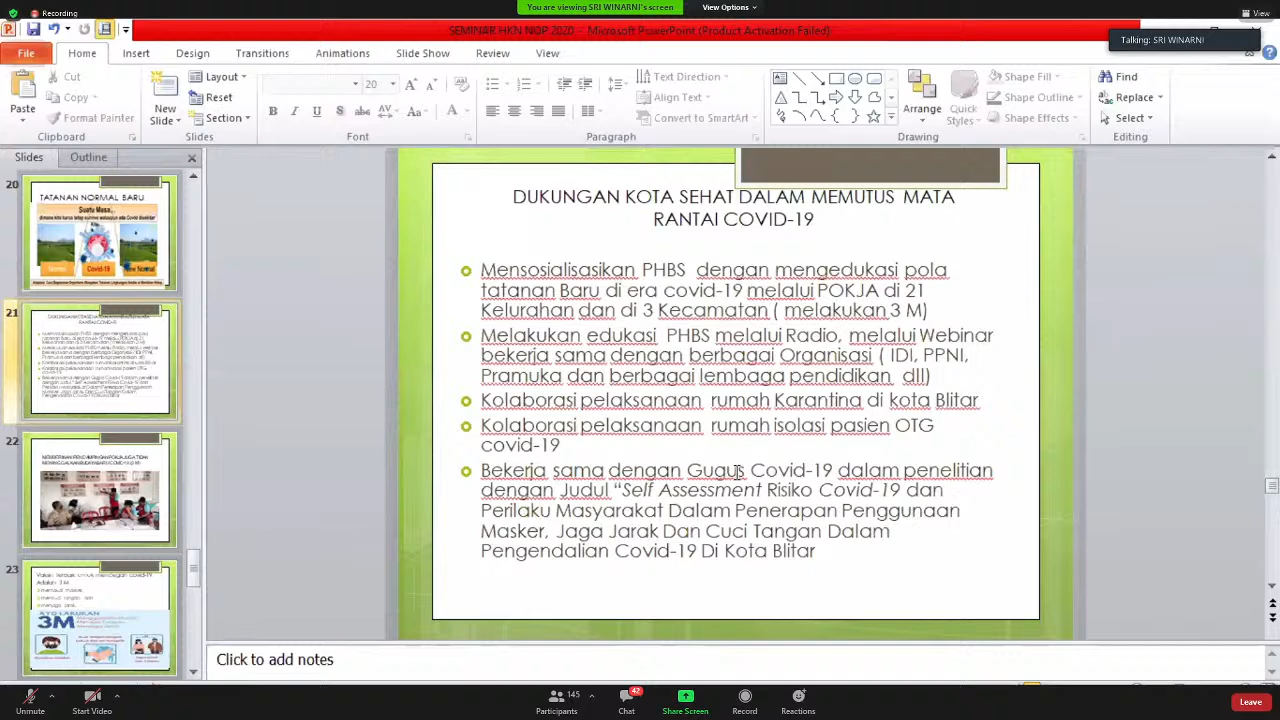 Recording
You are viewing SRI WINARNI's screen
View Options
View
SEMINAR HKN NOP 2020 - Microsoft PowerPoint (Product Activation Failed)
Talking: SRI WINARNI
File
Home
Insert
Design
Transitions
Animations
Slide Show
Review
View
Paste
Cut
Copy
Format Painter
Clipboard
New Slide
Layout
Reset
Section
Slides
20
Font
Text Direction
Align Text
Convert to SmartArt
Paragraph
Arrange
Quick Styles
Shape Fill
Shape Outline
Shape Effects
Drawing
Find
Replace
Select
Editing
Slides
Outline
20
TATANAN NORMAL BARU
Suatu Masa...
Covid-19
21
22
23
3M
DUKUNGAN KOTA SEHAT DALAM MEMUTUS MATA
RANTAI COVID-19
Mensosialisasikan PHBS dengan mengedukasi pola
tatanan Baru di era covid-19 melalui POKJA di 21
Kelurahan dan di 3 Kecamatan ( melakukan 3 M)
Melakukan edukasi PHBS melalui Radio, melalui Webinar
bekerja sama dengan berbagai Organisasi ( IDI, PPNI,
Pramuka dan berbagai lembaga pendidikan dll)
Kolaborasi pelaksanaan rumah Karantina di kota Blitar
Kolaborasi pelaksanaan rumah isolasi pasien OTG
covid-19
Bekerja sama dengan Gugus Covid-19 dalam penelitian
dengan Judul "Self Assessment Risiko Covid-19 dan
Perilaku Masyarakat Dalam Penerapan Penggunaan
Masker, Jaga Jarak Dan Cuci Tangan Dalam
Pengendalian Covid-19 Di Kota Blitar
Click to add notes
Unmute
Start Video
145
Participants
42
Chat
Share Screen
Record
Reactions
Leave